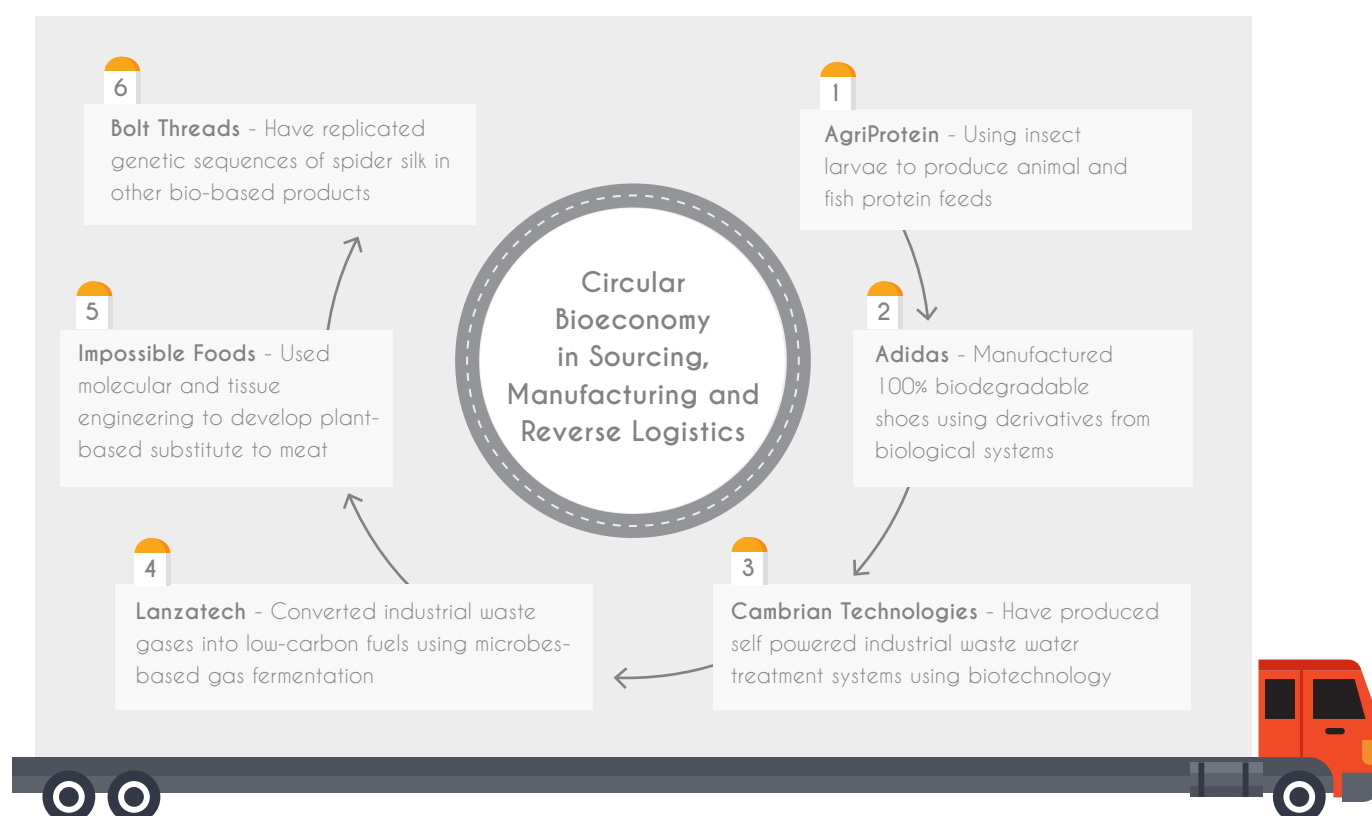 Circular
Bioeconomy
in Sourcing,
Manufacturing and
Reverse Logistics
1
AgriProtein - Using insect
larvae to produce animal and
fish protein feeds
2
Adidas - Manufactured
100% biodegradable
shoes using derivatives from
biological systems
3
Cambrian Technologies - Have produced
self powered industrial waste water
treatment systems using biotechnology
4
Lanzatech - Converted industrial waste
gases into low-carbon fuels using microbes-
based gas fermentation
5
Impossible Foods - Used
molecular and tissue
engineering to develop plant-
based substitute to meat
6
Bolt Threads - Have replicated
genetic sequences of spider silk in
other bio-based products